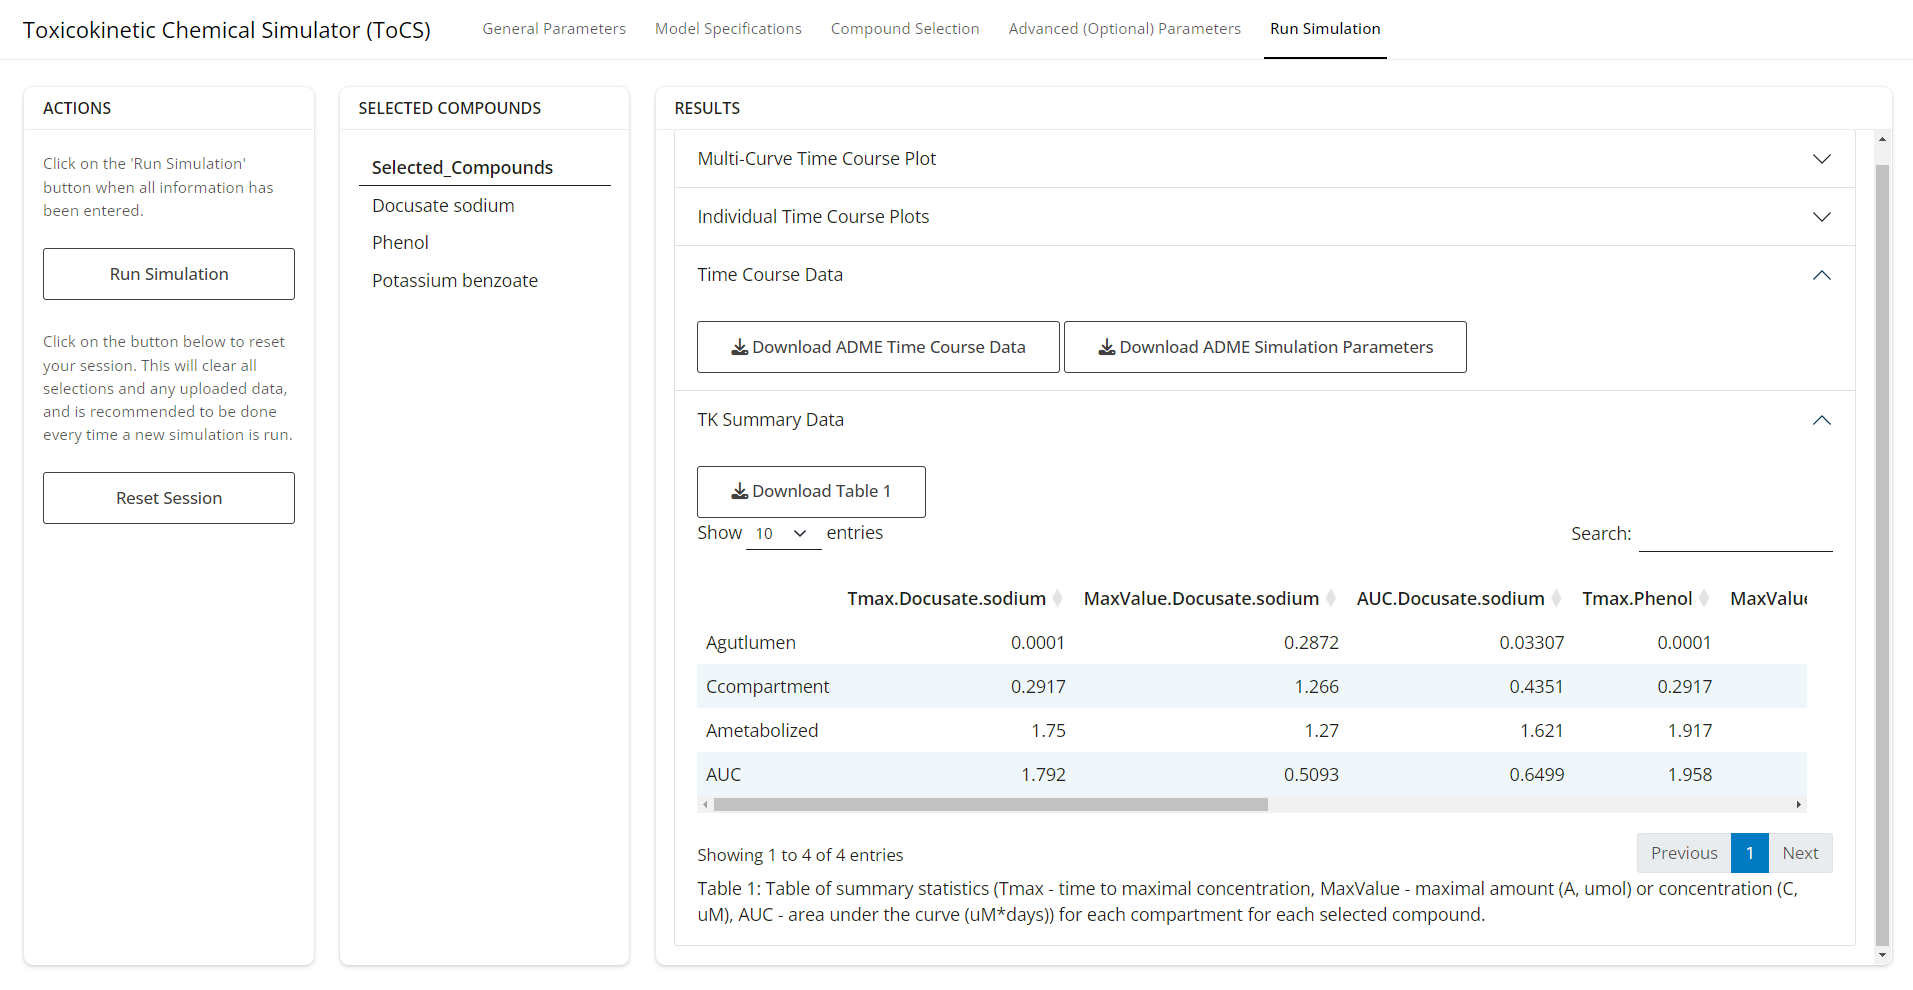 Toxicokinetic Chemical Simulator (ToCS)
General Parameters
Model Specifications
Compound Selection
Advanced (Optional) Parameters
Run Simulation
ACTIONS
Click on the 'Run Simulation'
button when all information has
been entered.
Run Simulation
Click on the button below to reset
your session. This will clear all
selections and any uploaded data,
and is recommended to be done
every time a new simulation is run.
Reset Session
SELECTED COMPOUNDS
Selected_Compounds
Docusate sodium
Phenol
Potassium benzoate
RESULTS
Multi-Curve Time Course Plot
Individual Time Course Plots
Time Course Data
Download ADME Time Course Data
Download ADME Simulation Parameters
TK Summary Data
Download Table 1
Show 10 entries
Search:
Tmax.Docusate.sodium MaxValue.Docusate.sodium AUC.Docusate.sodium Tmax.Phenol MaxValue
Agutlumen 0.0001 0.2872 0.03307 0.0001
Ccompartment 0.2917 1.266 0.4351 0.2917
Ametabolized 1.75 1.27 1.621 1.917
AUC 1.792 0.5093 0.6499 1.958
Showing 1 to 4 of 4 entries
Previous 1 Next
Table 1: Table of summary statistics (Tmax - time to maximal concentration, MaxValue - maximal amount (A, umol) or concentration (C,
uM), AUC - area under the curve (uM*days)) for each compartment for each selected compound.